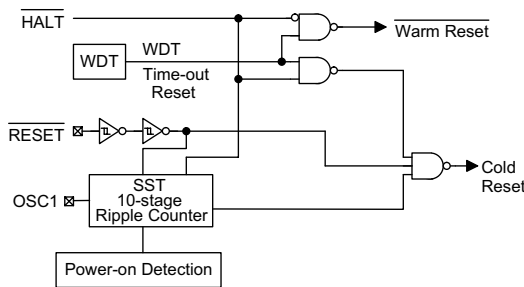 HALT
WDT
WDT
Time-out
Reset
Warm Reset
RESET
Cold
Reset
OSC1
SST
10-stage
Ripple Counter
Power-on Detection